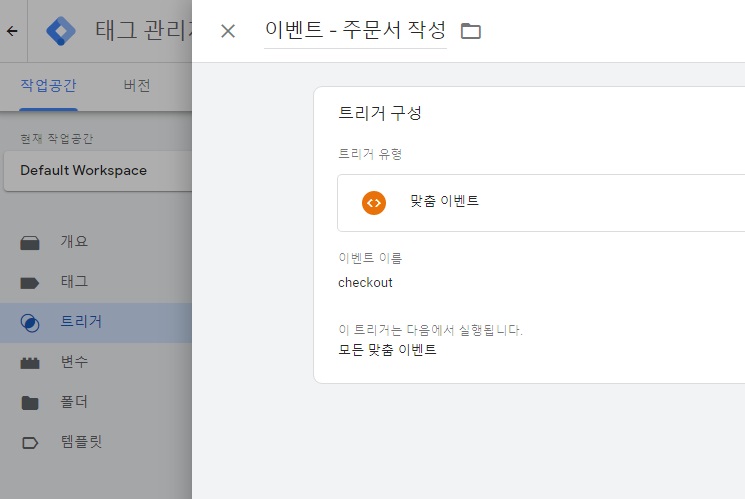 태그 관리
이벤트 - 주문서 작성
작업공간 버전
현재 작업공간
Default Workspace
개요
태그
트리거
변수
폴더
템플릿
트리거 구성
트리거 유형
맞춤 이벤트
이벤트 이름
checkout
이 트리거는 다음에서 실행됩니다.
모든 맞춤 이벤트